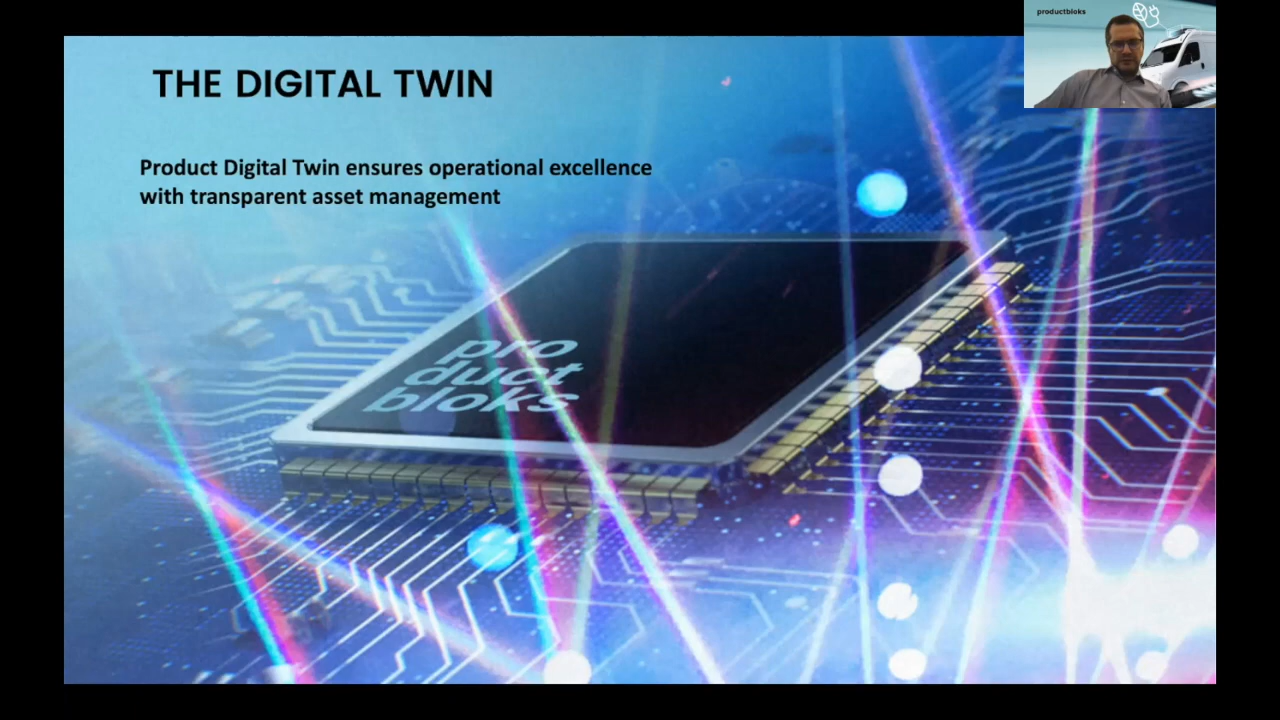 productbloks
THE DIGITAL TWIN
Product Digital Twin ensures operational excellence
with transparent asset management
pro
duct
bloks